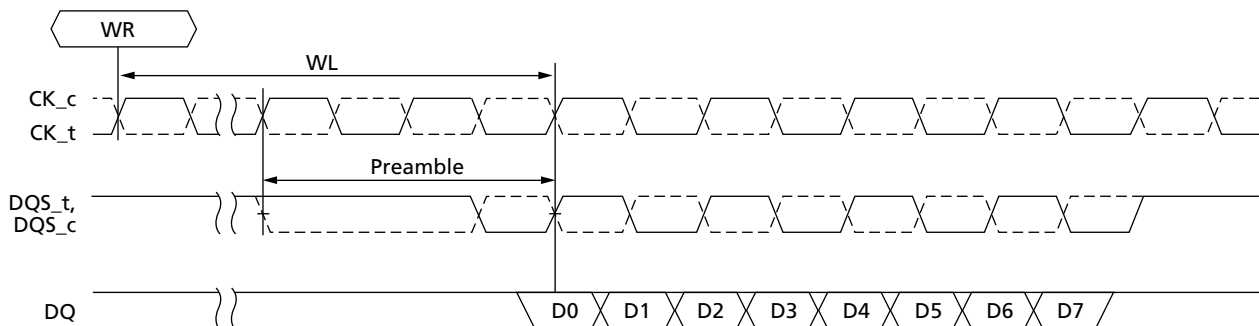 WR
WL
CK_c
CK_t
Preamble
DQS_t,
DQS_c
DQ
D0 D1 D2 D3 D4 D5 D6 D7